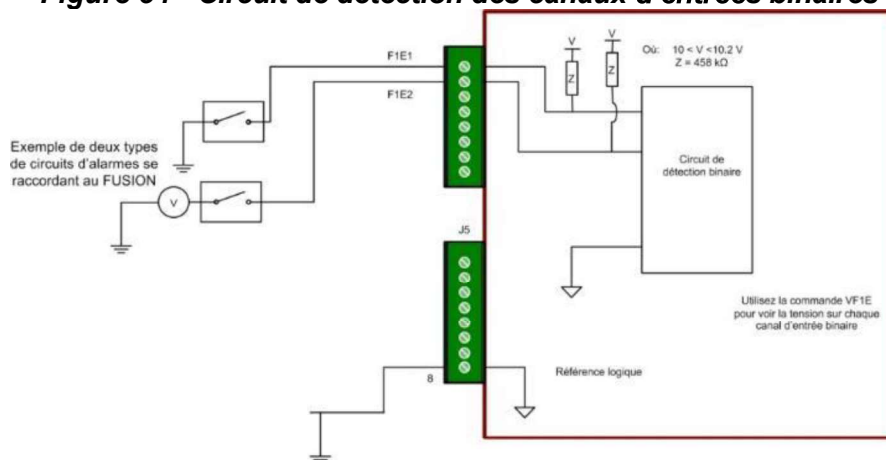 Figure 31 - Circuit de détection des canaux d'entrées binaires
F1E1
F1E2
V
V
Z
Z
Où: 10 < V <10.2 V
Z = 458 kΩ
Exemple de deux types
de circuits d'alarmes se
raccordant au FUSION
V
Circuit de
détection binaire
J5
Utilisez la commande VF1E
pour voir la tension sur chaque
canal d'entrée binaire
8
Référence logique